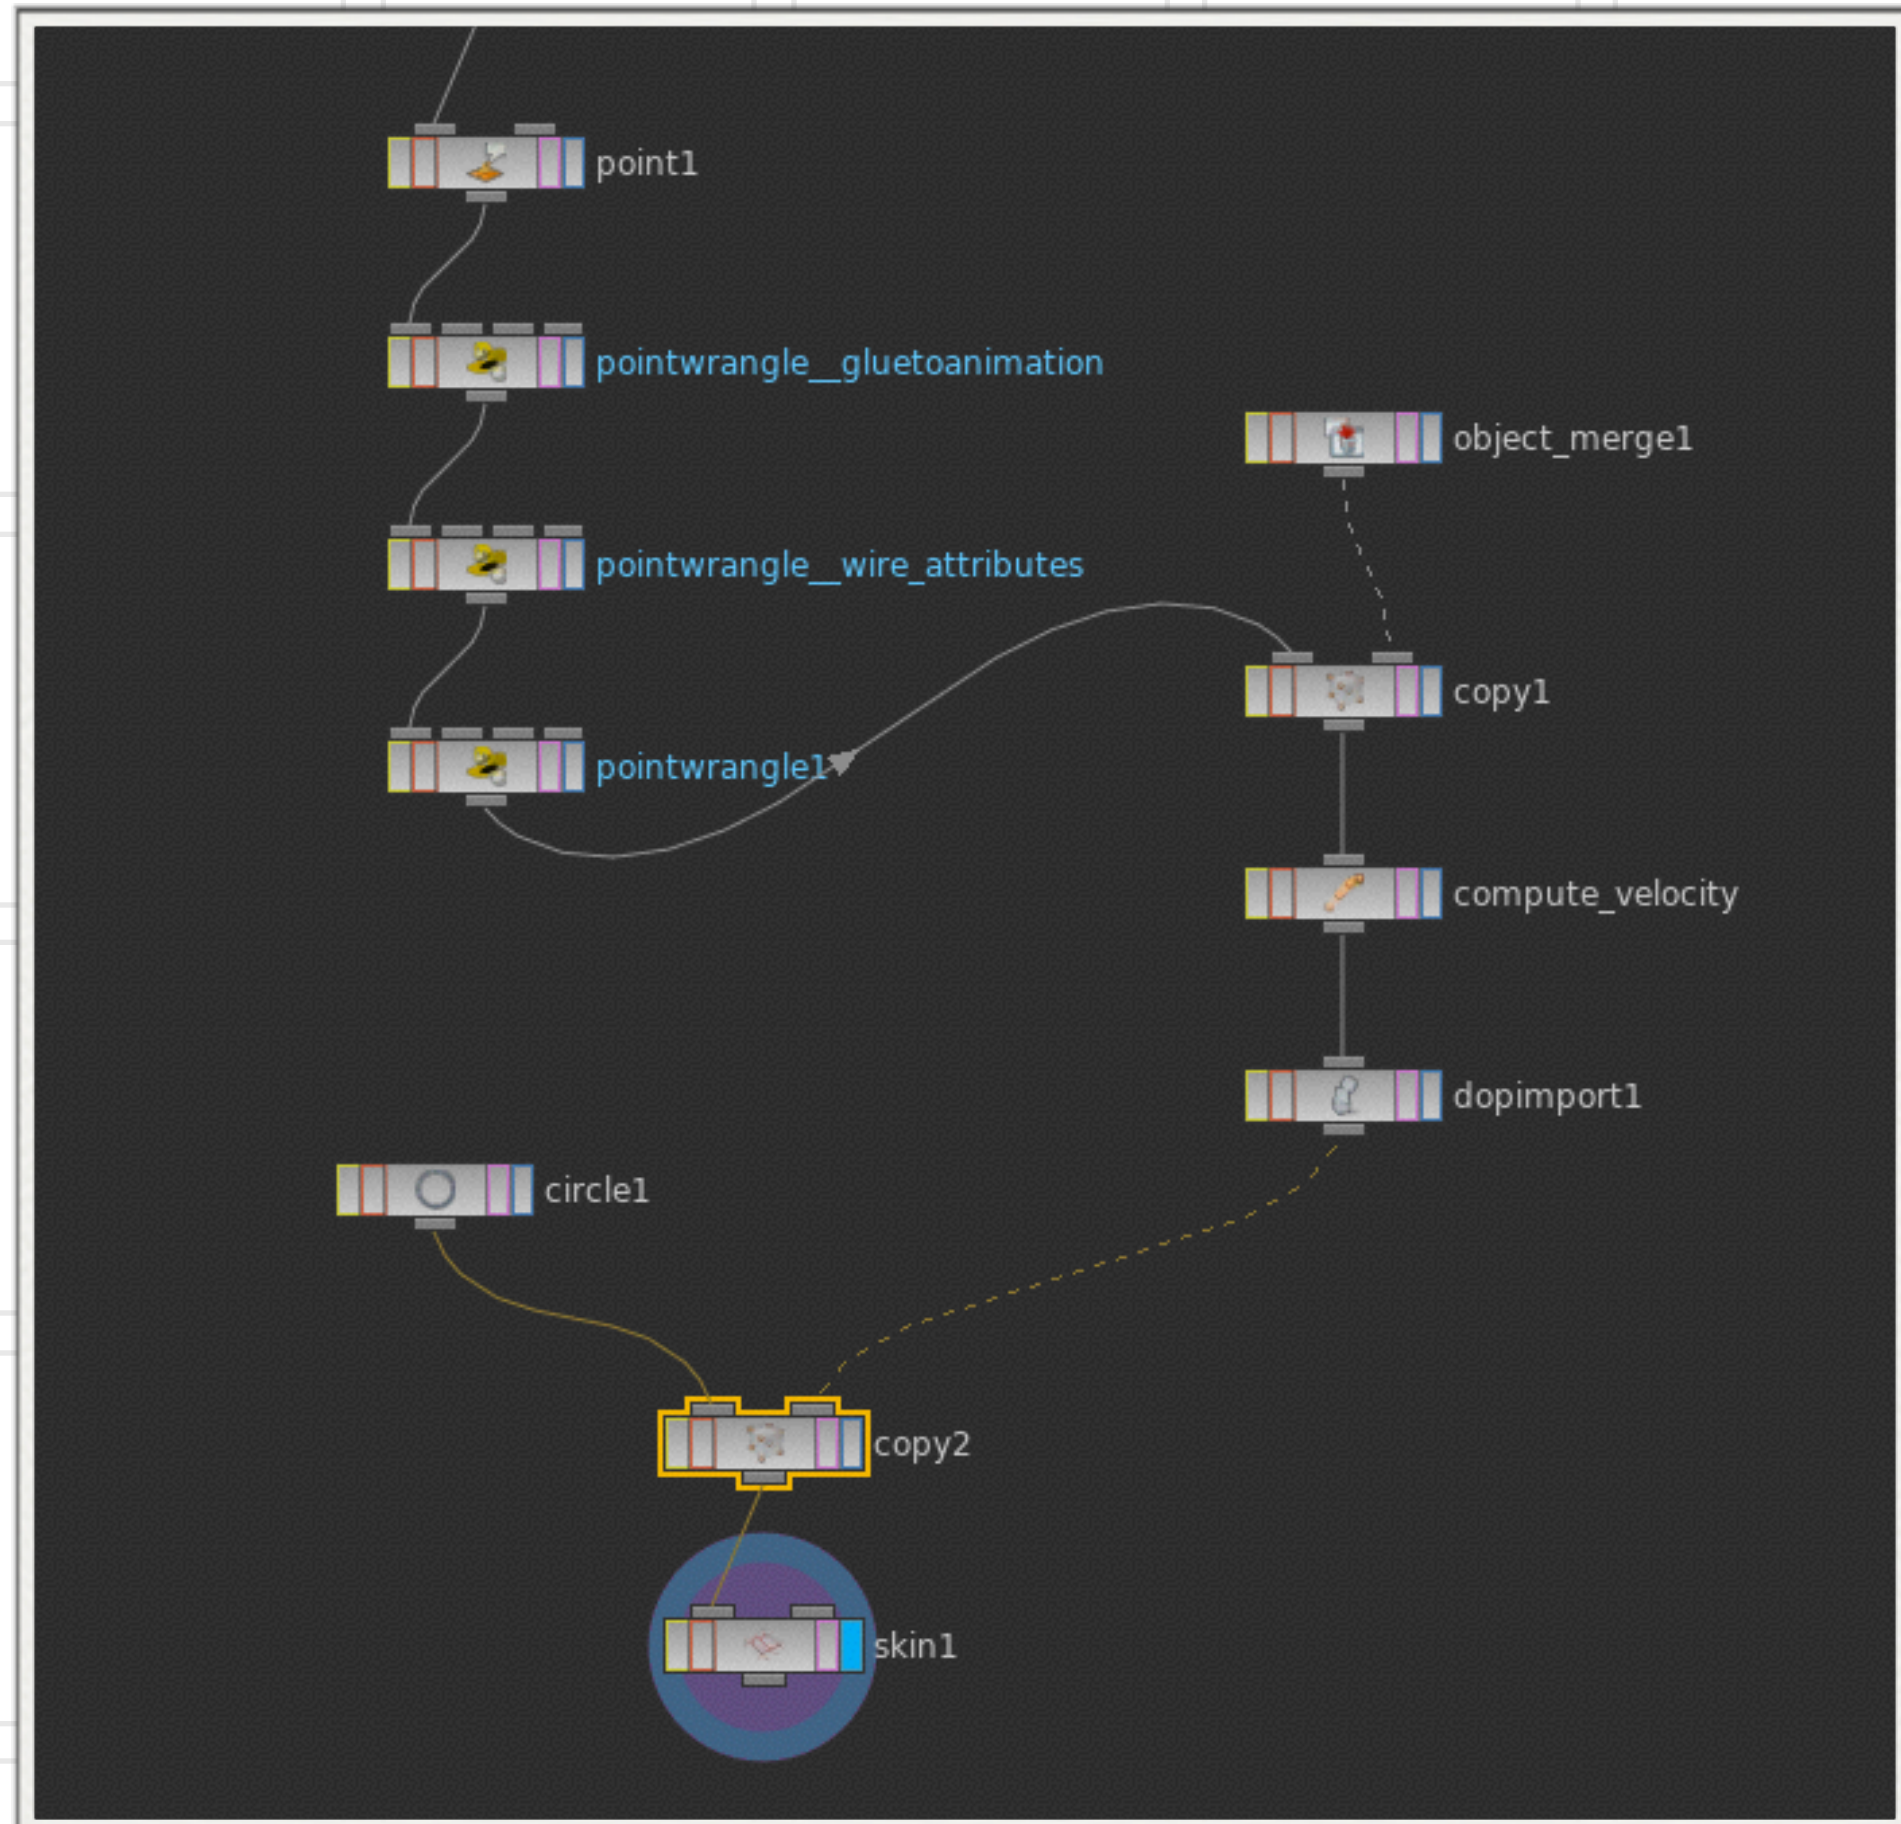 point1
pointwrangle__gluetoanimation
object_merge1
pointwrangle__wire_attributes
copy1
pointwrangle1
compute_velocity
dopimport1
circle1
copy2
skin1